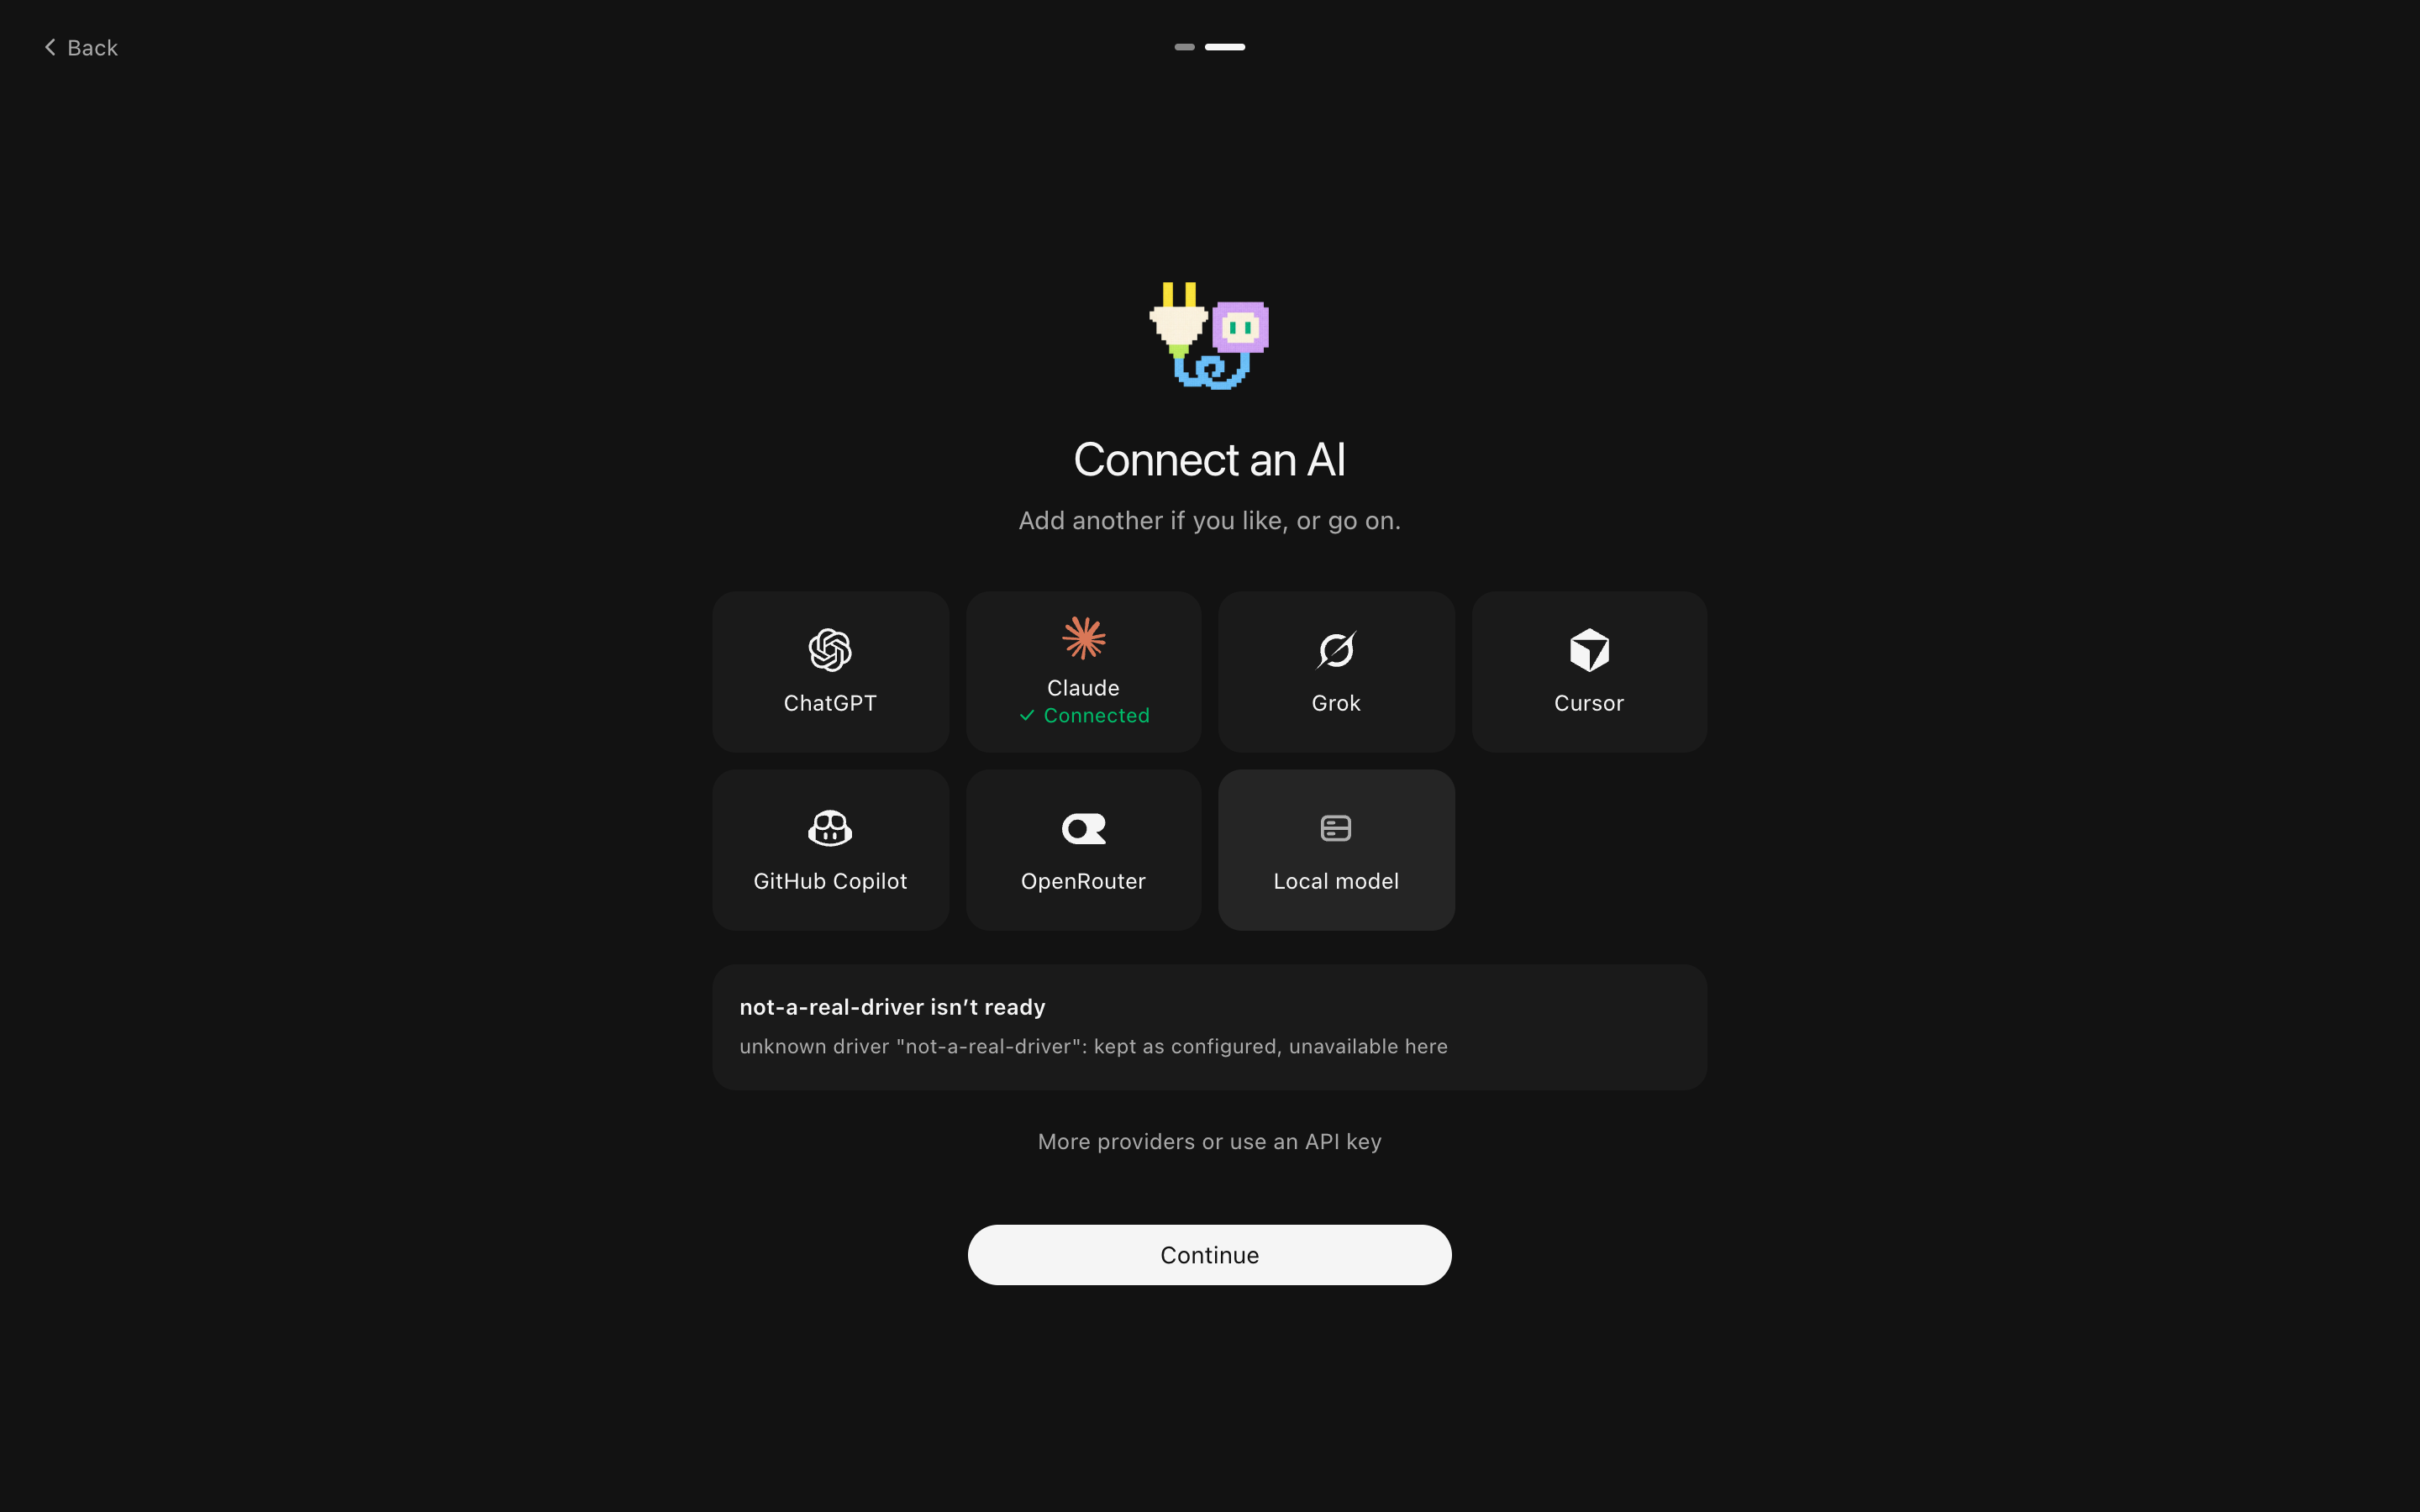 Back
Connect an AI
Add another if you like, or go on.
ChatGPT
Claude
Connected
Grok
Cursor
GitHub Copilot
OpenRouter
Local model
not-a-real-driver isn’t ready
unknown driver "not-a-real-driver": kept as configured, unavailable here
More providers or use an API key
Continue